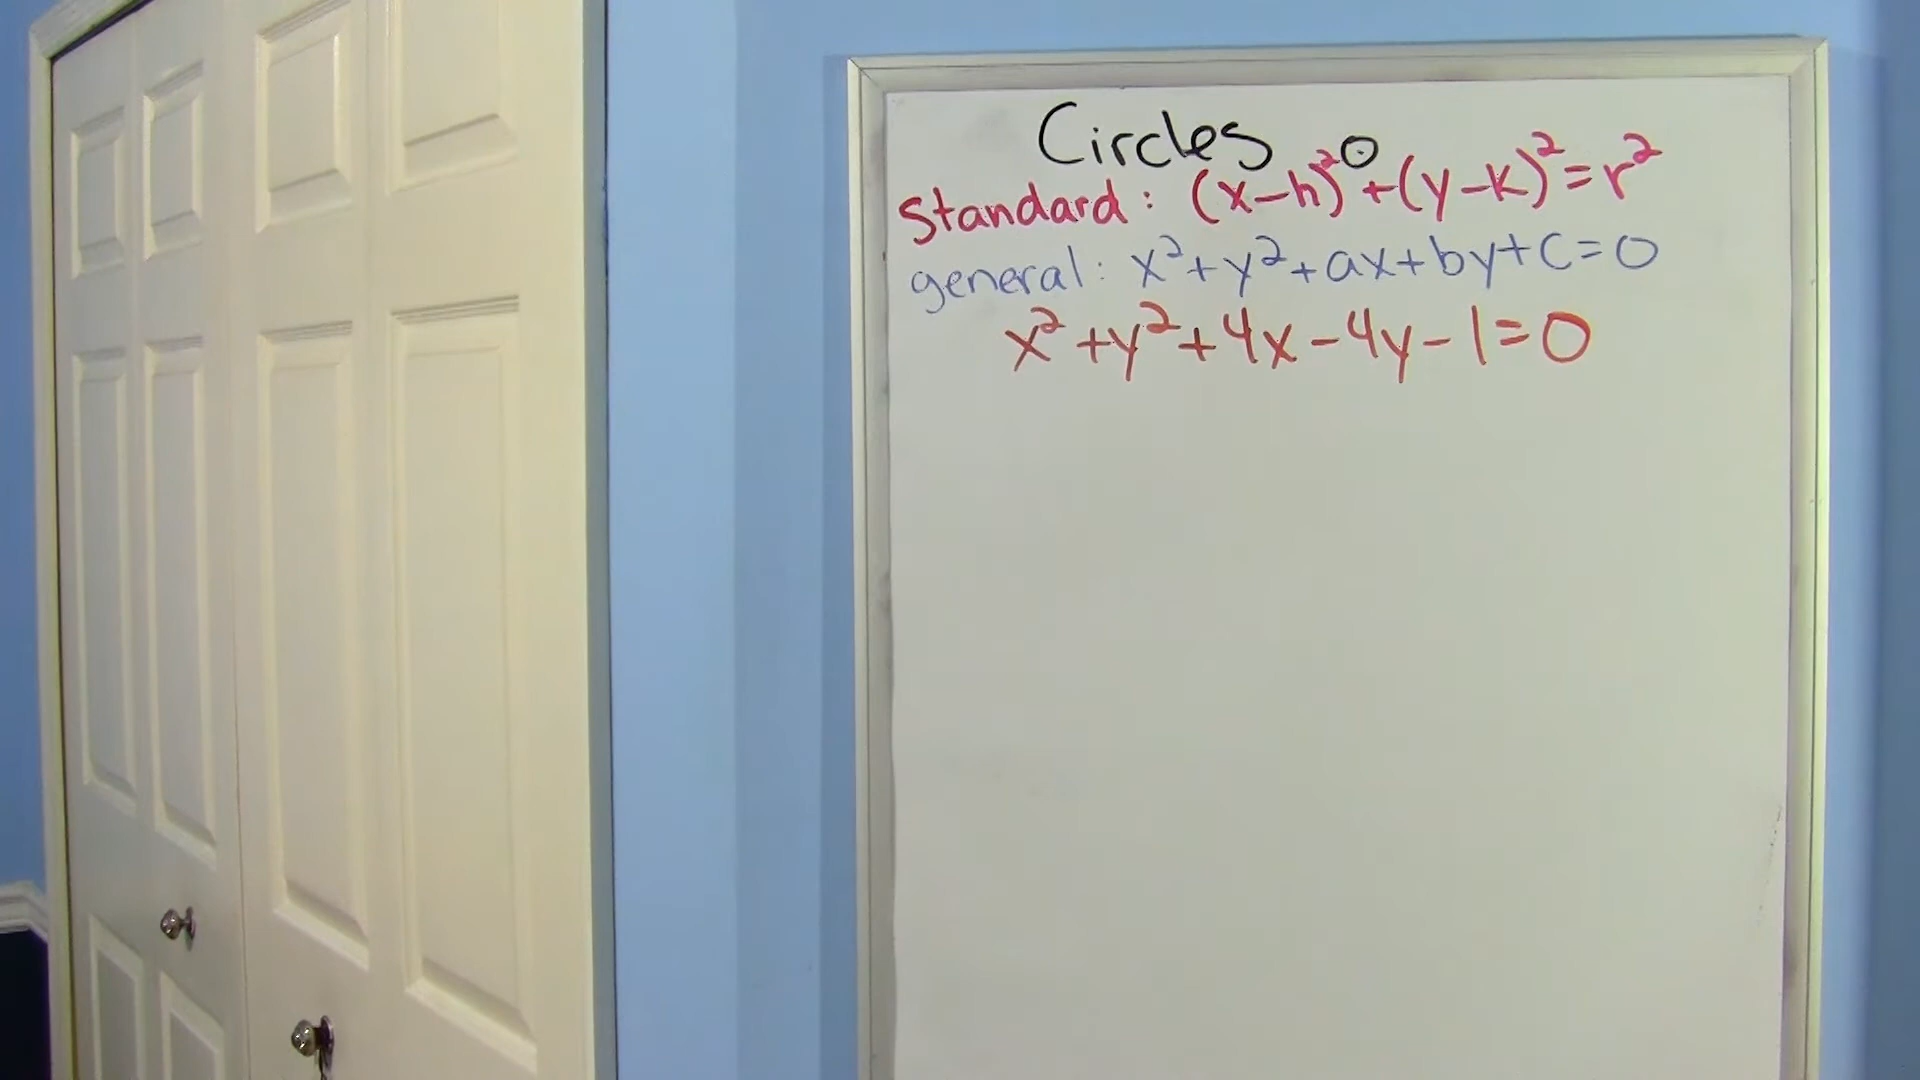 Circles
Standard: (x-h)²+(y-k)²=r²
general: x²+y²+ax+by+c=0
x²+y²+4x-4y-1=0